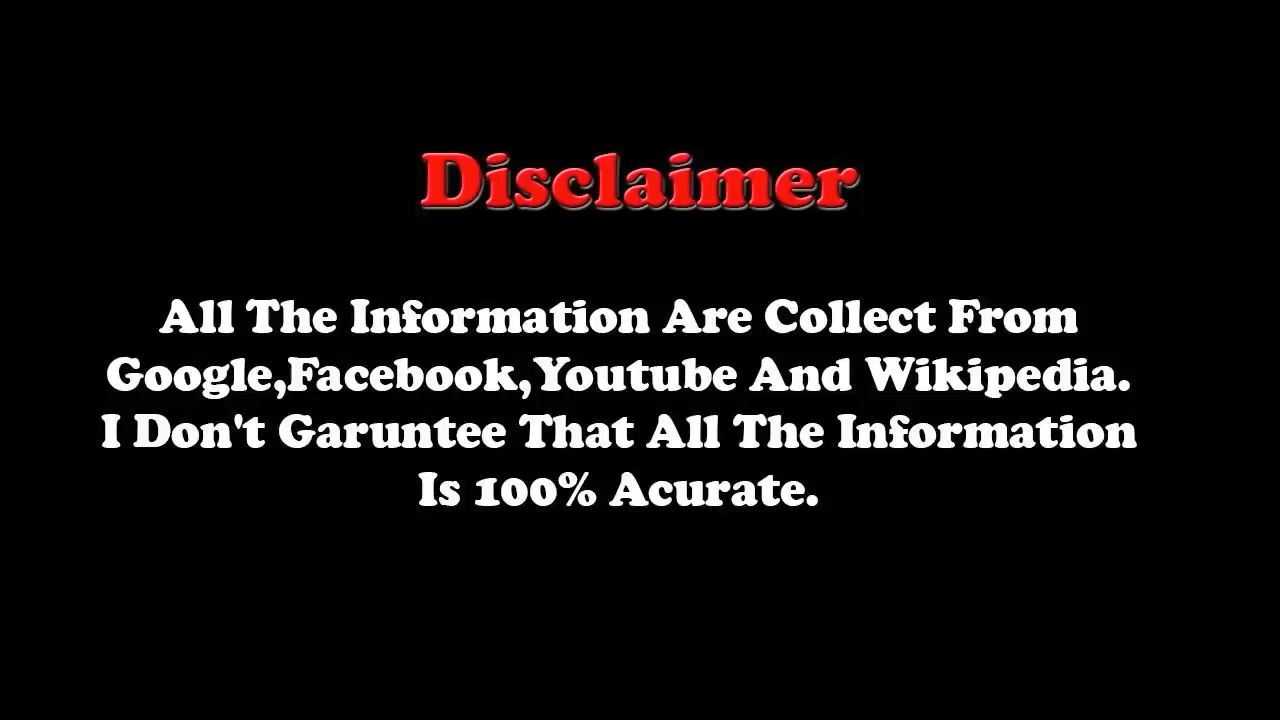 Disclaimer
All The Information Are Collect From
Google,Facebook,Youtube And Wikipedia.
I Don't Garuntee That All The Information
Is 100% Acurate.